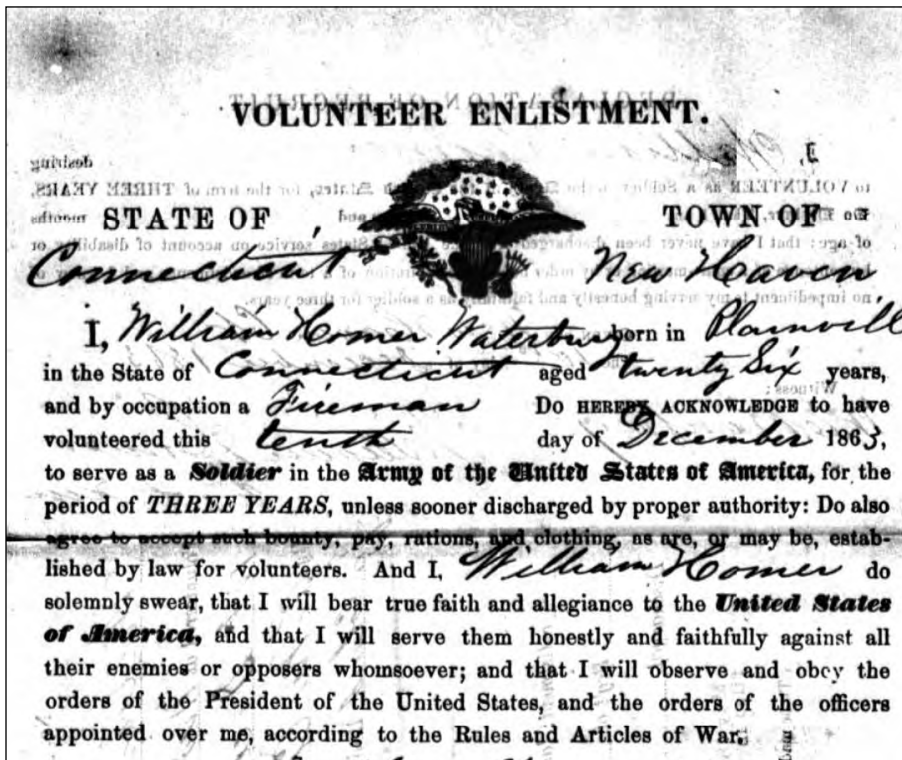 VOLUNTEER ENLISTMENT.
STATE OF TOWN OF
Connecticut New Haven
I, William Homer Waterbury born in Plainvill
in the State of Connecticut aged twenty Six years,
and by occupation a Fireman Do HEREBY ACKNOWLEDGE to have
volunteered this tenth day of December 1863,
to serve as a Soldier in the Army of the United States of America, for the
period of THREE YEARS, unless sooner discharged by proper authority: Do also
agree to accept such bounty, pay, rations, and clothing, as are, or may be, estab-
lished by law for volunteers. And I, William Homer do
solemnly swear, that I will bear true faith and allegiance to the United States
of America, and that I will serve them honestly and faithfully against all
their enemies or opposers whomsoever; and that I will observe and obey the
orders of the President of the United States, and the orders of the officers
appointed over me, according to the Rules and Articles of War.